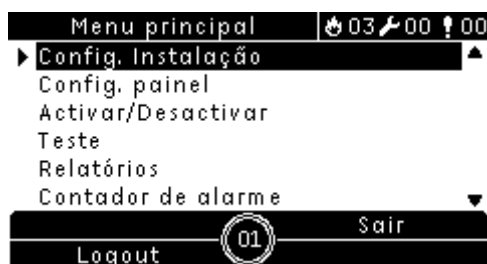 Menu principal 03 00 00
Config. Instalação
Config. painel
Activar/Desactivar
Teste
Relatórios
Contador de alarme
Sair
01
Logout